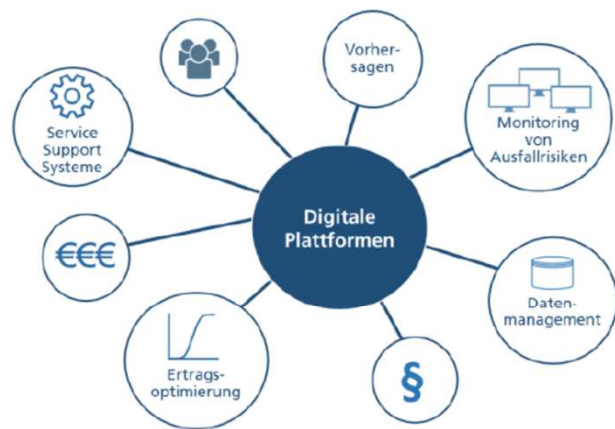 Vorher-
sagen
Monitoring
von
Ausfallrisiken
Service
Support
Systeme
Digitale
Plattformen
€€€
Daten-
management
Ertrags-
optimierung
§